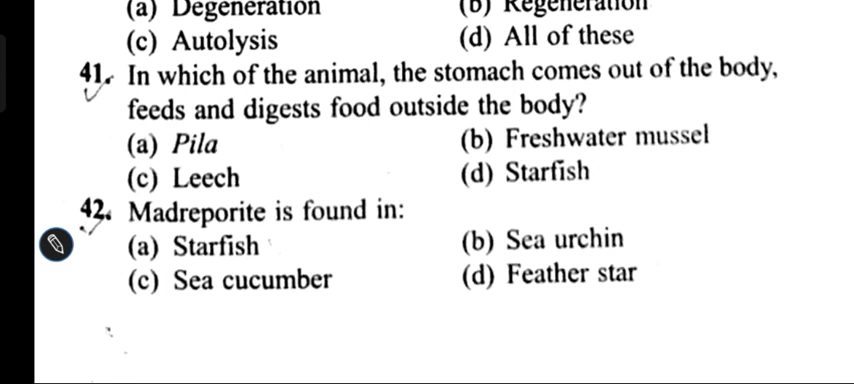 (a) Degeneration (b) Regeneration
(c) Autolysis (d) All of these
41. In which of the animal, the stomach comes out of the body,
feeds and digests food outside the body?
(a) Pila (b) Freshwater mussel
(c) Leech (d) Starfish
42. Madreporite is found in:
(a) Starfish (b) Sea urchin
(c) Sea cucumber (d) Feather star